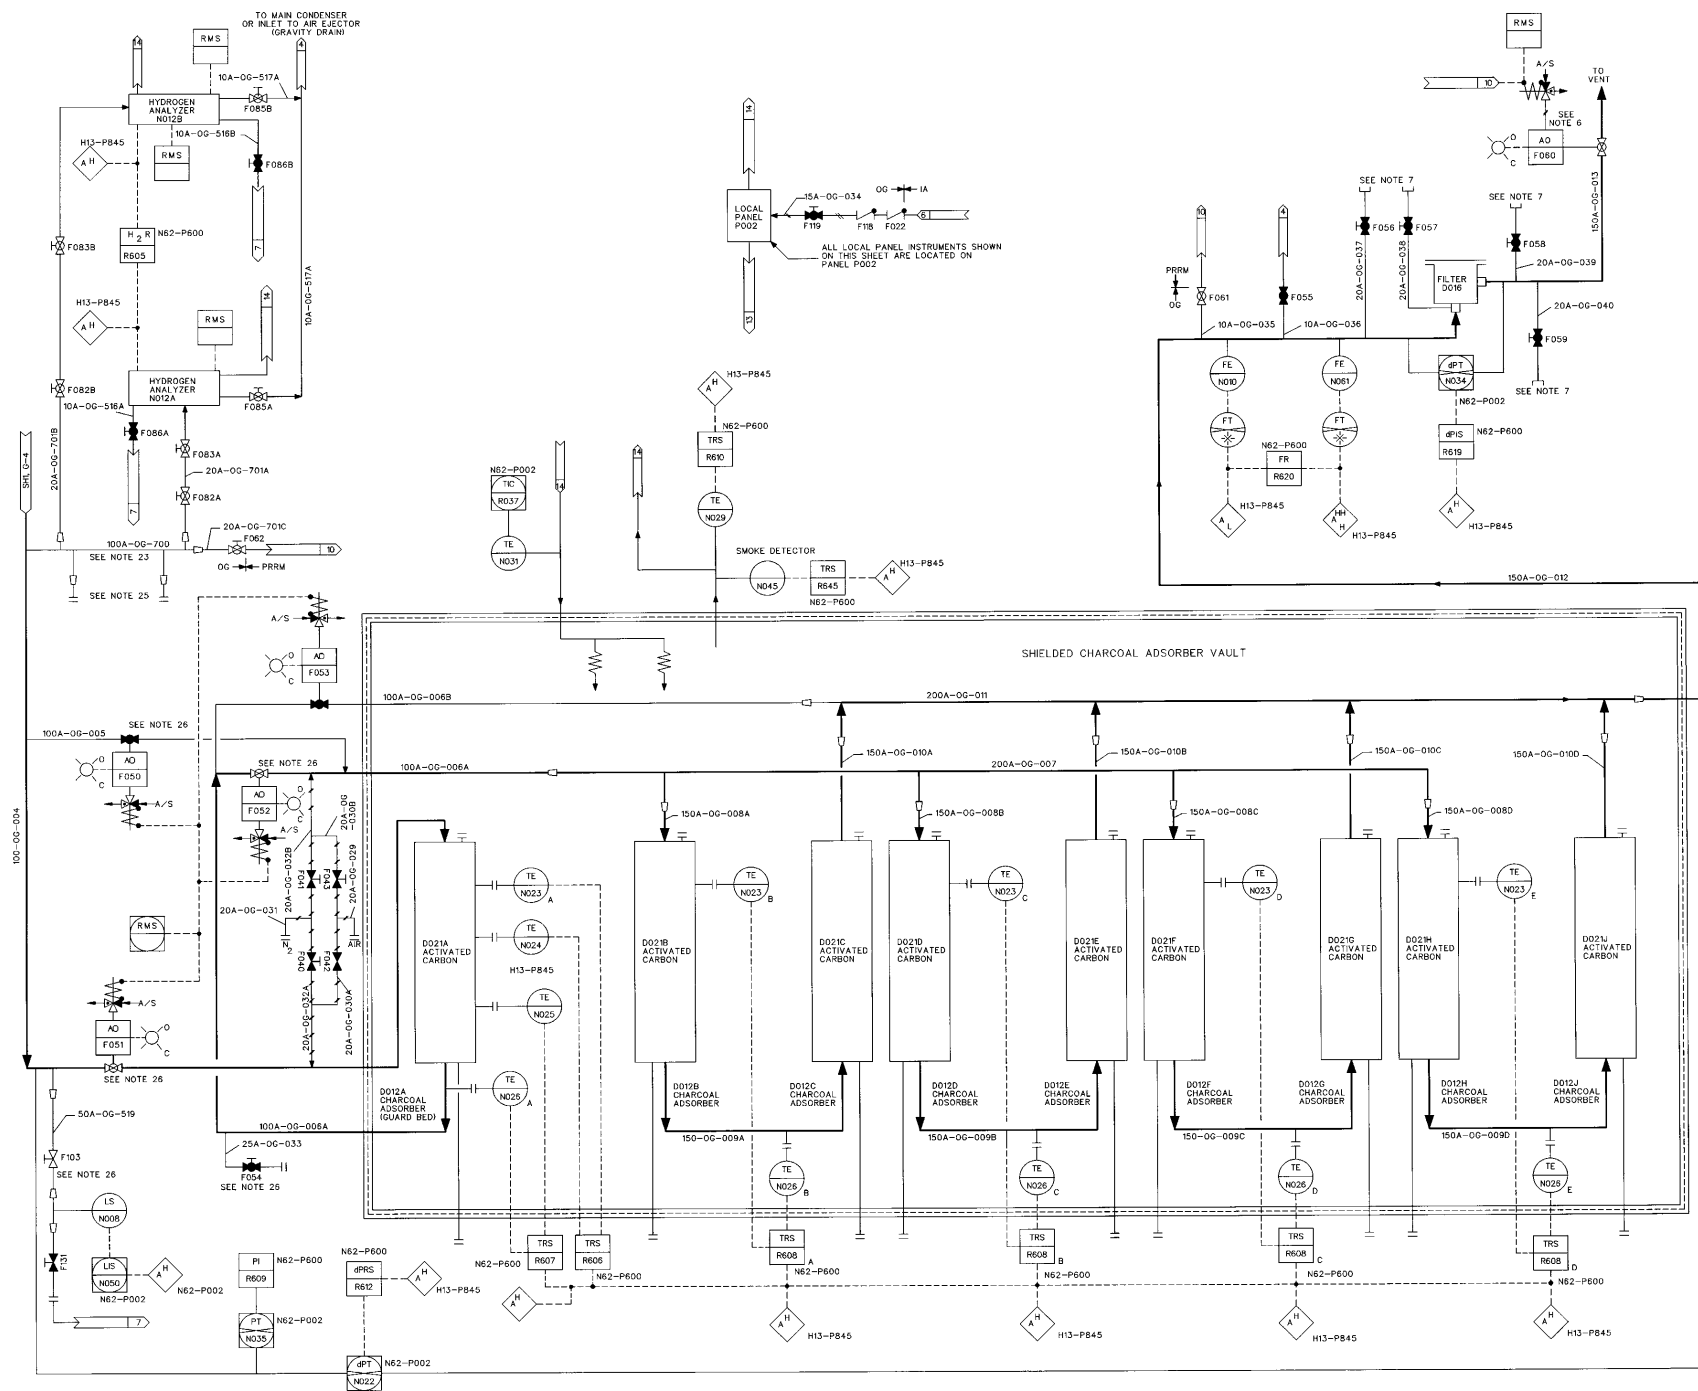 TO MAIN CONDENSER
OR INLET TO AIR EJECTOR
(GRAVITY DRAIN)
14
RMS
4
10A-OG-517A
HYDROGEN
ANALYZER
N012B
F085B
10A-OG-516B
H13-P845
A H
RMS
F086B
7
F083B
H2R
R605
N62-P600
10A-OG-517A
H13-P845
A H
RMS
14
F082B
HYDROGEN
ANALYZER
N012A
F085A
10A-OG-516A
F086A
F083A
20A-OG-701B
20A-OG-701A
F082A
7
SH1, G-4
20A-OG-701C
F062
100A-OG-700
SEE NOTE 23
10
OG
PRRM
SEE NOTE 25
14
LOCAL
PANEL
P002
15A-OG-034
OG
IA
6
F119
F118
F022
ALL LOCAL PANEL INSTRUMENTS SHOWN
ON THIS SHEET ARE LOCATED ON
PANEL P002
13
RMS
A/S
TO
VENT
10
SEE
NOTE 6
O
C
AO
F060
SEE NOTE 7
SEE NOTE 7
150A-OG-013
10
4
F056
F057
F058
20A-OG-037
20A-OG-038
20A-OG-039
FILTER
D016
PRRM
OG
F061
F055
20A-OG-040
10A-OG-035
10A-OG-036
F059
FE
N010
FE
N061
dPT
N034
SEE NOTE 7
N62-P002
FT
FT
N62-P600
FR
R620
N62-P600
dPIS
R619
H13-P845
A L
A HH H
H13-P845
A H
H13-P845
150A-OG-012
A H
H13-P845
N62-P600
TRS
R610
14
N62-P002
TIC
R037
14
TE
N029
TE
N031
SMOKE DETECTOR
N045
TRS
R645
N62-P600
A H
H13-P845
A/S
O
C
AO
F053
SHIELDED CHARCOAL ADSORBER VAULT
100A-OG-006B
200A-OG-011
SEE NOTE 26
100A-OG-005
150A-OG-010A
150A-OG-010B
150A-OG-010C
150A-OG-010D
O
C
AO
F050
A/S
SEE NOTE 26
100A-OG-006A
200A-OG-007
AO
F052
O
C
A/S
20A-OG
-030B
150A-OG-008A
150A-OG-008B
150A-OG-008C
150A-OG-008D
20A-OG-032B
F041
F043
20A-OG-029
20A-OG-031
N2
AIR
F040
F042
20A-OG-032A
20A-OG-030A
RMS
A/S
AO
F051
O
C
SEE NOTE 26
100-OG-004
TE
N023
A
TE
N024
H13-P845
TE
N025
TE
N026
A
TE
N023
B
TE
N023
C
TE
N023
D
TE
N023
E
D021A
ACTIVATED
CARBON
D021B
ACTIVATED
CARBON
D021C
ACTIVATED
CARBON
D021D
ACTIVATED
CARBON
D021E
ACTIVATED
CARBON
D021F
ACTIVATED
CARBON
D021G
ACTIVATED
CARBON
D021H
ACTIVATED
CARBON
D021J
ACTIVATED
CARBON
D012A
CHARCOAL
ADSORBER
(GUARD BED)
D012B
CHARCOAL
ADSORBER
D012C
CHARCOAL
ADSORBER
D012D
CHARCOAL
ADSORBER
D012E
CHARCOAL
ADSORBER
D012F
CHARCOAL
ADSORBER
D012G
CHARCOAL
ADSORBER
D012H
CHARCOAL
ADSORBER
D012J
CHARCOAL
ADSORBER
50A-OG-519
100A-OG-006A
150-OG-009A
150A-OG-009B
150-OG-009C
150A-OG-009D
25A-OG-033
F103
F054
SEE NOTE 26
SEE NOTE 26
TE
N026
B
TE
N026
C
TE
N026
D
TE
N026
E
LS
N008
F131
LIS
N050
A H
N62-P002
N62-P002
7
PI
R609
N62-P600
PT
N035
N62-P002
N62-P600
dPRS
R612
A H
H13-P845
dPT
N022
N62-P002
TRS
R607
N62-P600
TRS
R606
N62-P600
TRS
R608
A
N62-P600
TRS
R608
B
N62-P600
TRS
R608
C
N62-P600
TRS
R608
D
N62-P600
A H
A H
H13-P845
A H
H13-P845
A H
H13-P845
A H
H13-P845